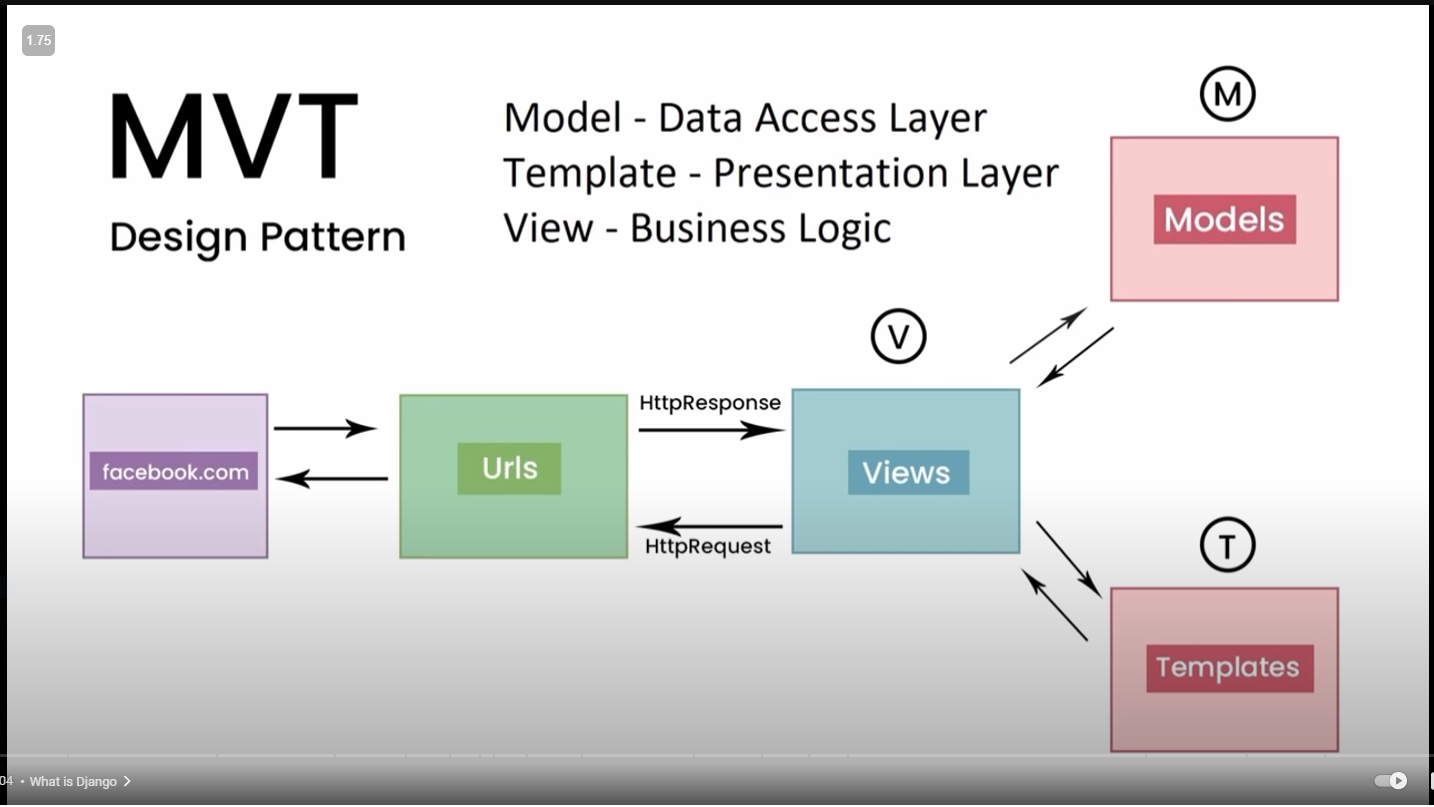 1.75
MVT
Design Pattern
Model - Data Access Layer
Template - Presentation Layer
View - Business Logic
M
Models
V
facebook.com
Urls
HttpResponse
HttpRequest
Views
T
Templates
04 • What is Django